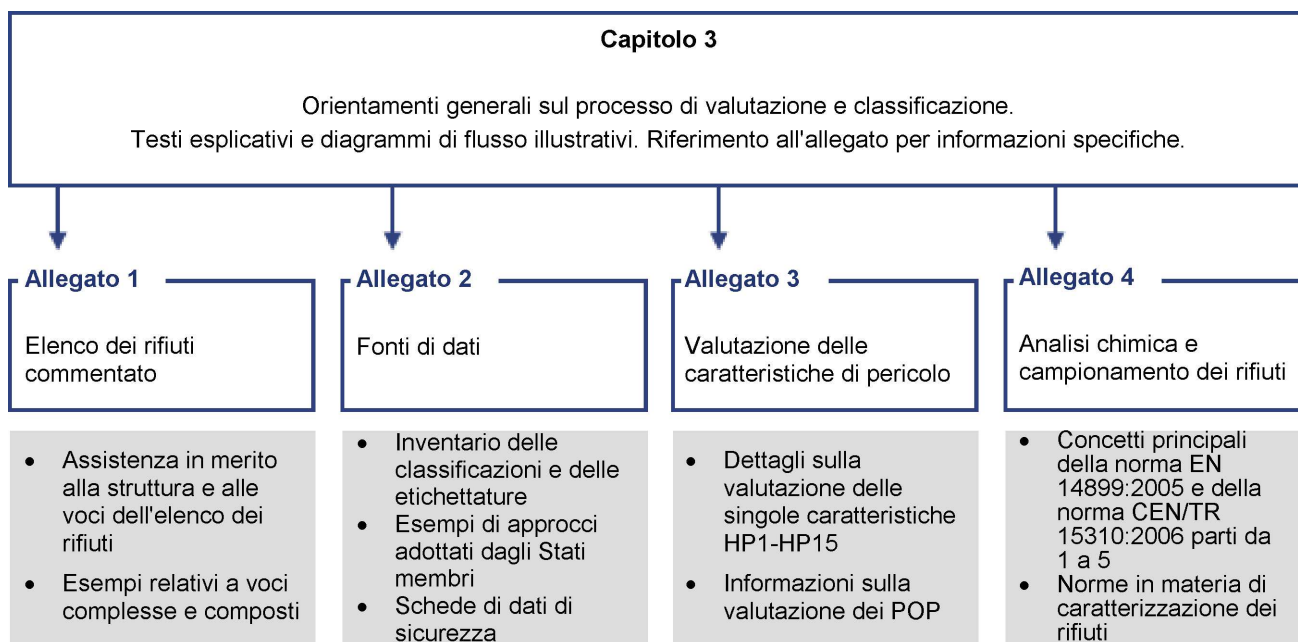 Capitolo 3
Orientamenti generali sul processo di valutazione e classificazione.
Testi esplicativi e diagrammi di flusso illustrativi. Riferimento all'allegato per informazioni specifiche.
Allegato 1
Elenco dei rifiuti
commentato
• Assistenza in merito
alla struttura e alle
voci dell'elenco dei
rifiuti
• Esempi relativi a voci
complesse e composti
Allegato 2
Fonti di dati
• Inventario delle
classificazioni e delle
etichettature
• Esempi di approcci
adottati dagli Stati
membri
• Schede di dati di
sicurezza
Allegato 3
Valutazione delle
caratteristiche di pericolo
• Dettagli sulla
valutazione delle
singole caratteristiche
HP1-HP15
• Informazioni sulla
valutazione dei POP
Allegato 4
Analisi chimica e
campionamento dei rifiuti
• Concetti principali
della norma EN
14899:2005 e della
norma CEN/TR
15310:2006 parti da
1 a 5
• Norme in materia di
caratterizzazione dei
rifiuti